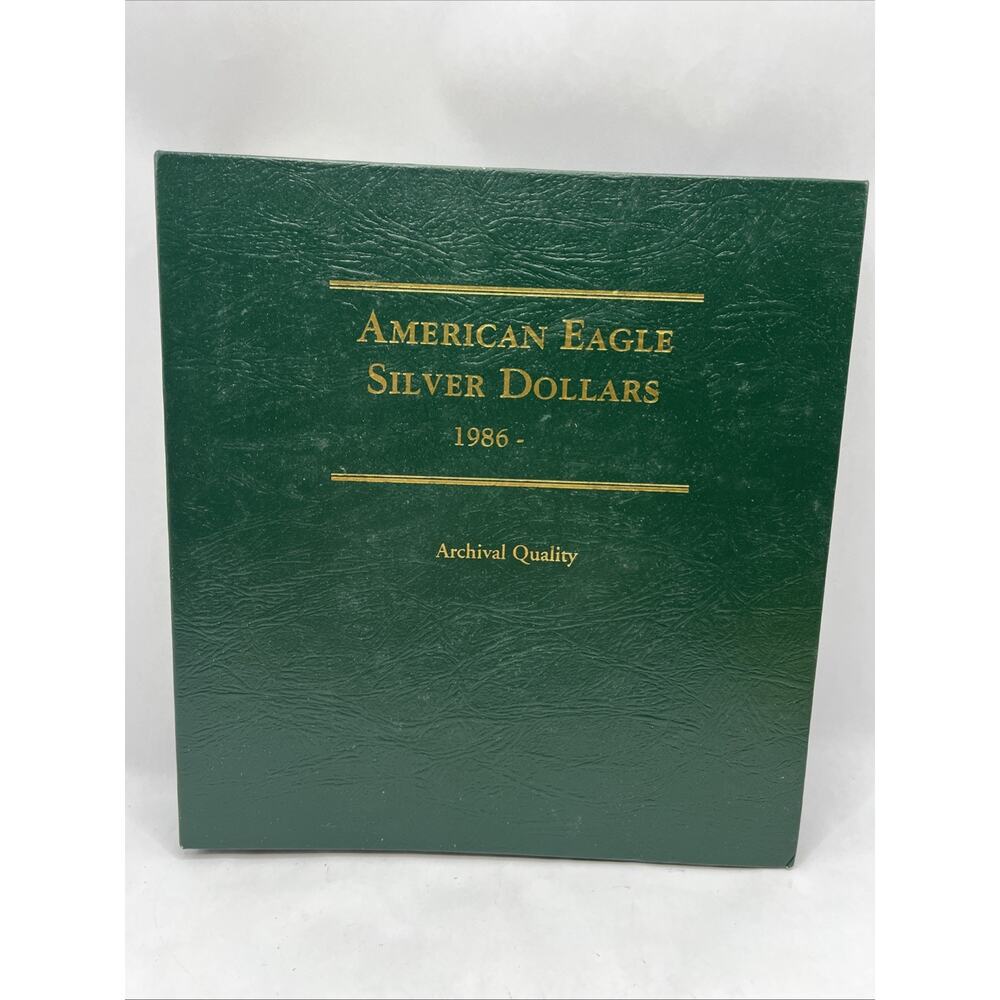 American Eagle
Silver Dollars
1986 -
Archival Quality